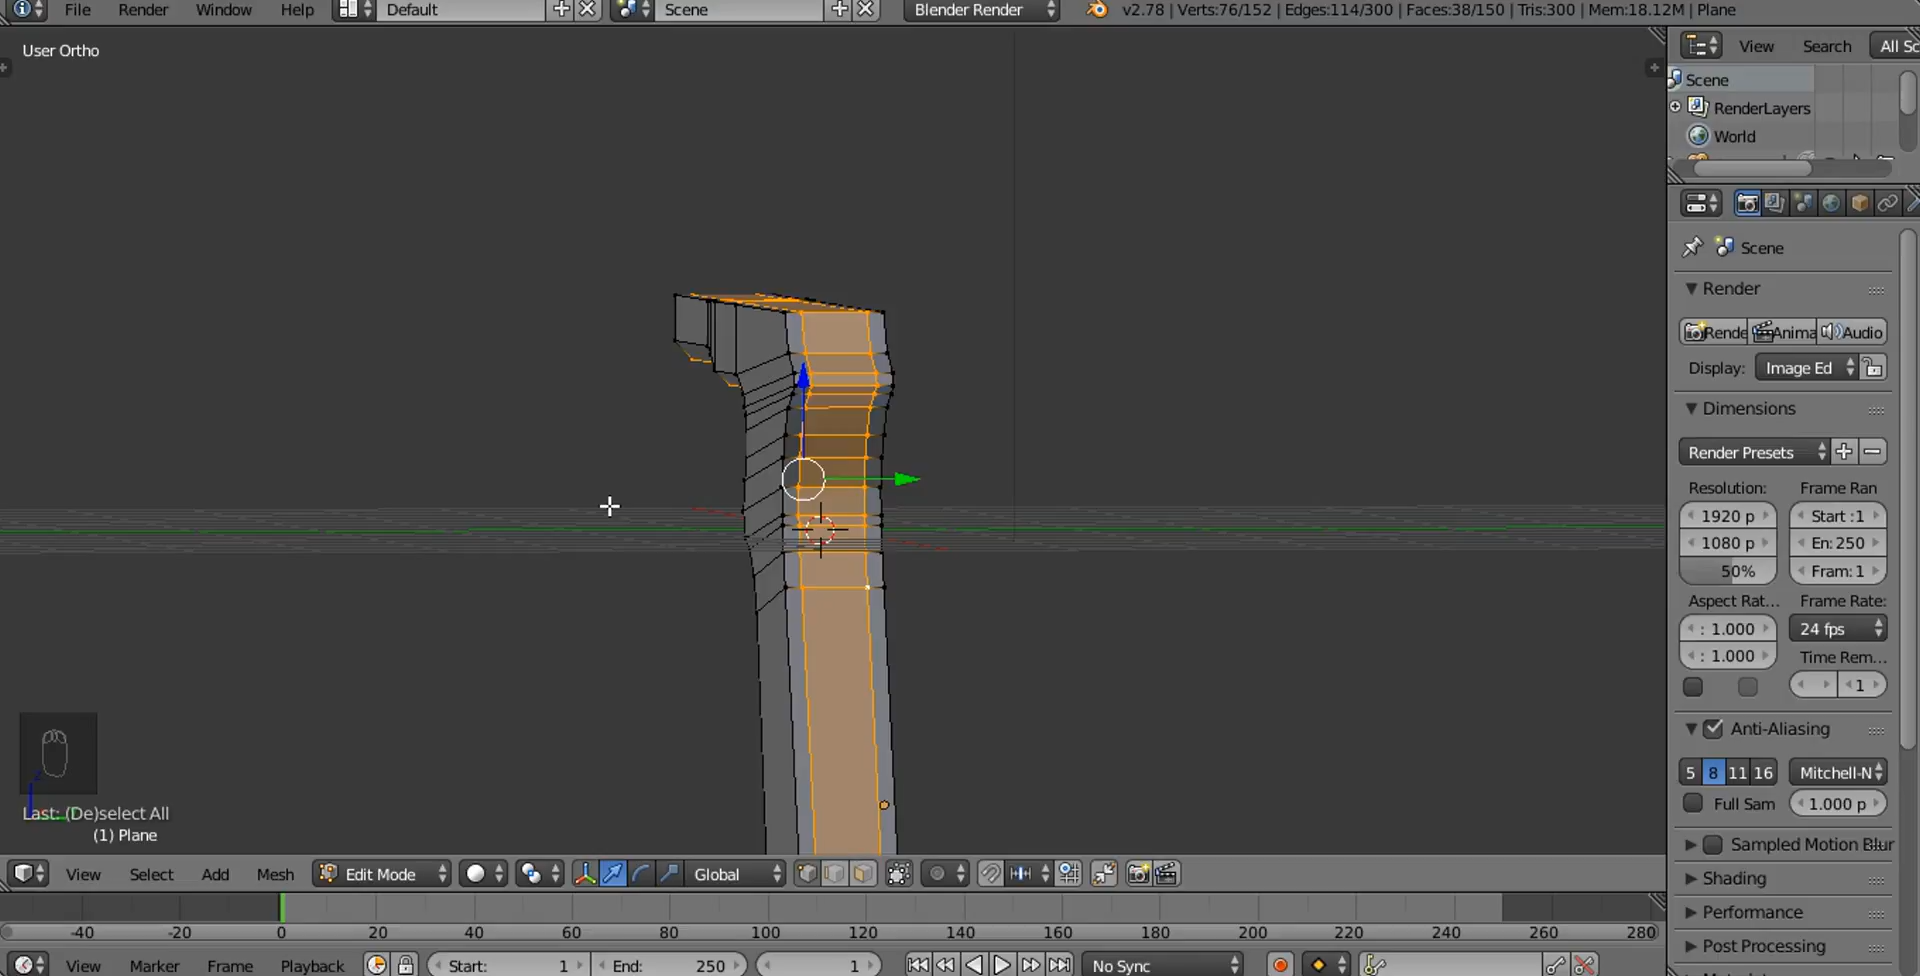 File Render Window Help Default Scene Blender Render v2.78 | Verts:76/152 | Edges:114/300 | Faces:38/150 | Tris:300 | Mem:18.12M | Plane
User Ortho
View Search All Sc
Scene
RenderLayers
World
Scene
Render
Rende Anima Audio
Display: Image Ed
Dimensions
Render Presets
Resolution: Frame Ran
1920 p Start :1
1080 p En: 250
50% Fram: 1
Aspect Rat... Frame Rate:
: 1.000 24 fps
: 1.000 Time Rem...
1
Anti-Aliasing
5 8 11 16 Mitchell-N
Full Sam 1.000 p
Sampled Motion Blur
Shading
Performance
Post Processing
Last: (De)select All
(1) Plane
View Select Add Mesh Edit Mode Global
-40 -20 0 20 40 60 80 100 120 140 160 180 200 220 240 260 280
View Marker Frame Playback Start: 1 End: 250 1 No Sync